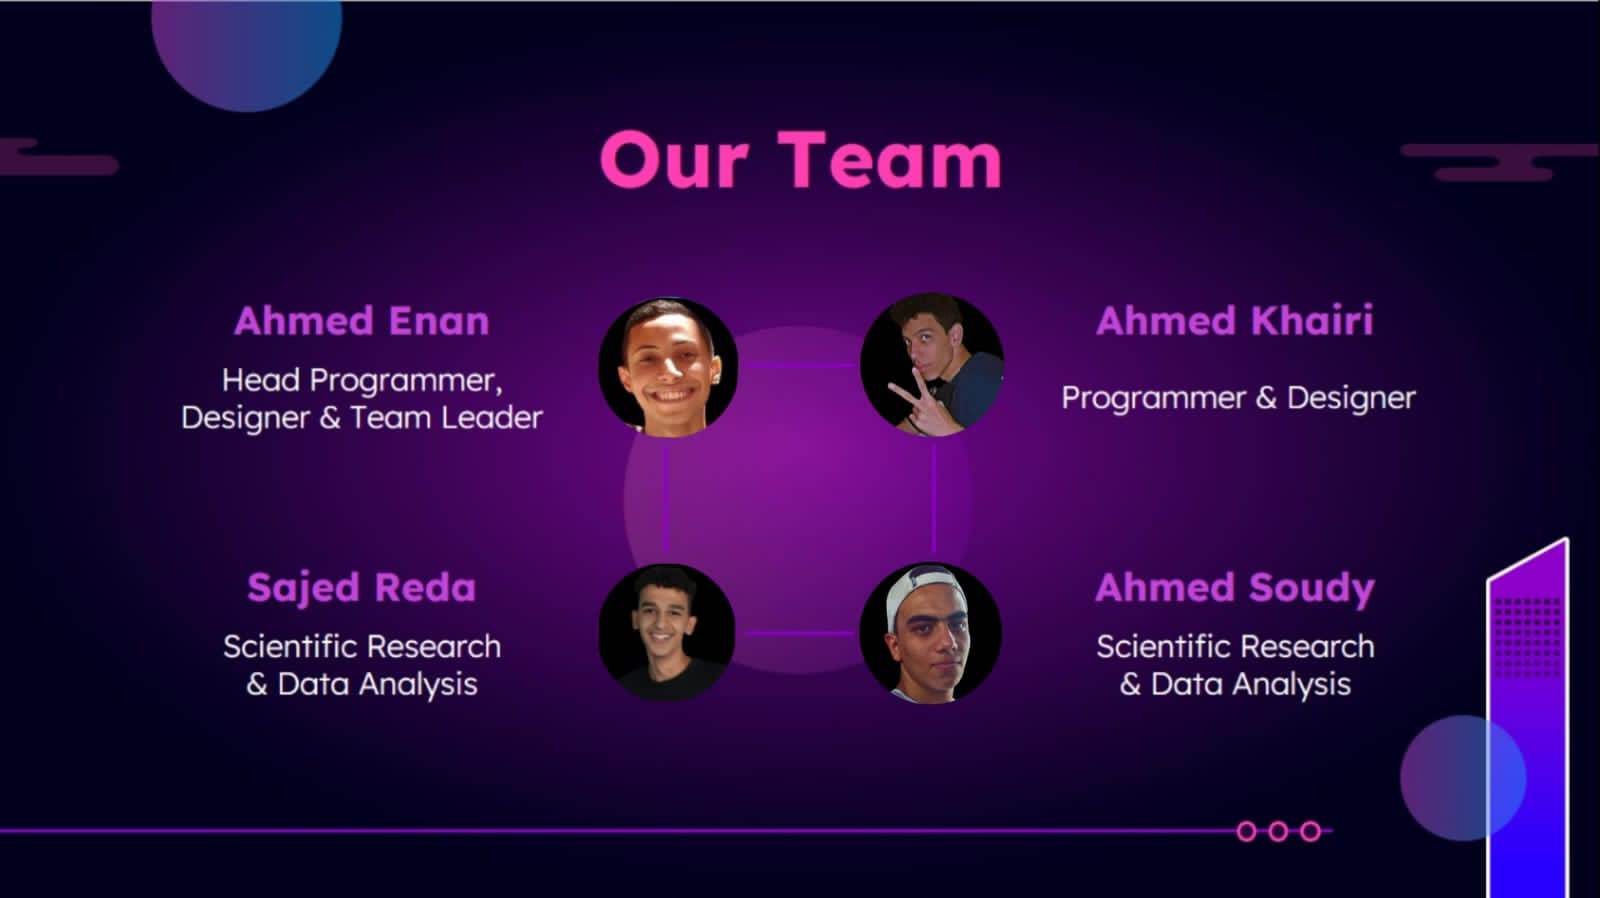 Our Team
Ahmed Enan
Head Programmer,
Designer & Team Leader
Ahmed Khairi
Programmer & Designer
Sajed Reda
Scientific Research
& Data Analysis
Ahmed Soudy
Scientific Research
& Data Analysis